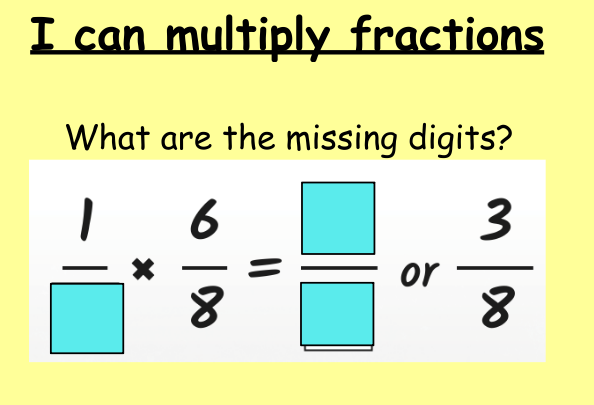 I can multiply fractions
What are the missing digits?
1 6 3
× = or
8 8